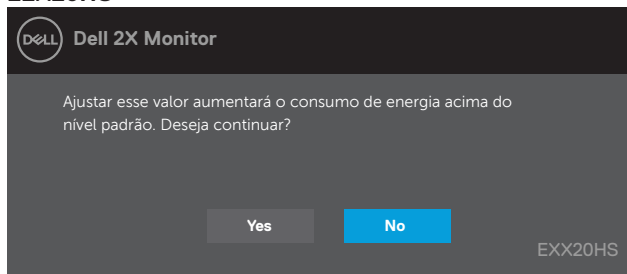 DELL Dell 2X Monitor
Ajustar esse valor aumentará o consumo de energia acima do
nível padrão. Deseja continuar?
Yes No
EXX20HS